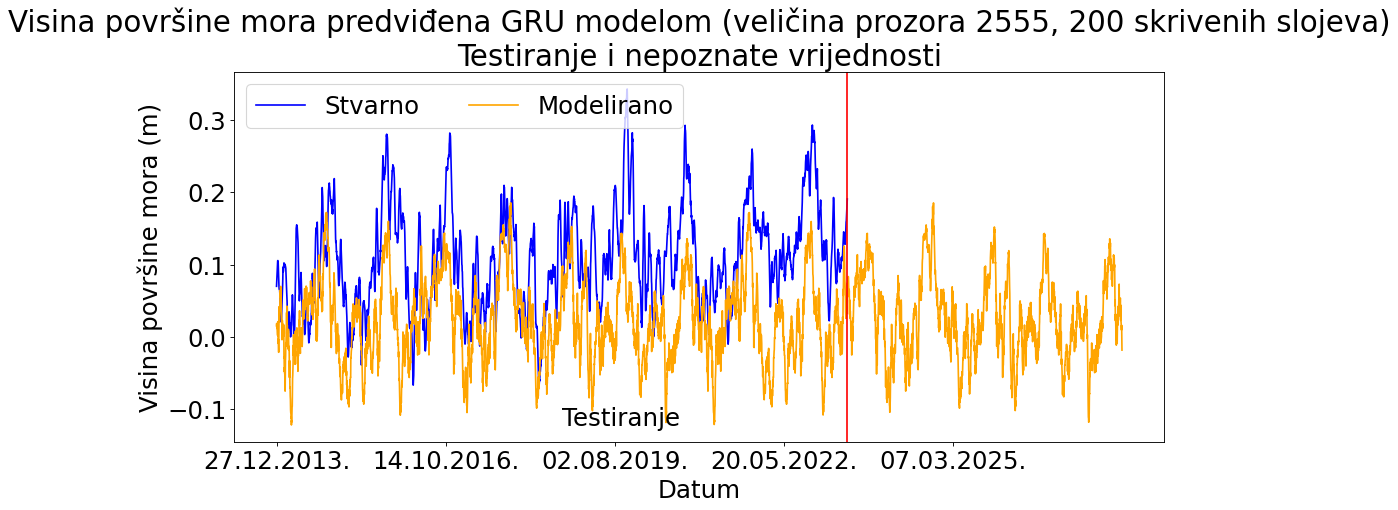 Visina površine mora predviđena GRU modelom (veličina prozora 2555, 200 skrivenih slojeva)
Testiranje i nepoznate vrijednosti
Stvarno
Modelirano
Visina površine mora (m)
0.3
0.2
0.1
0.0
−0.1
Testiranje
27.12.2013.
14.10.2016.
02.08.2019.
20.05.2022.
07.03.2025.
Datum